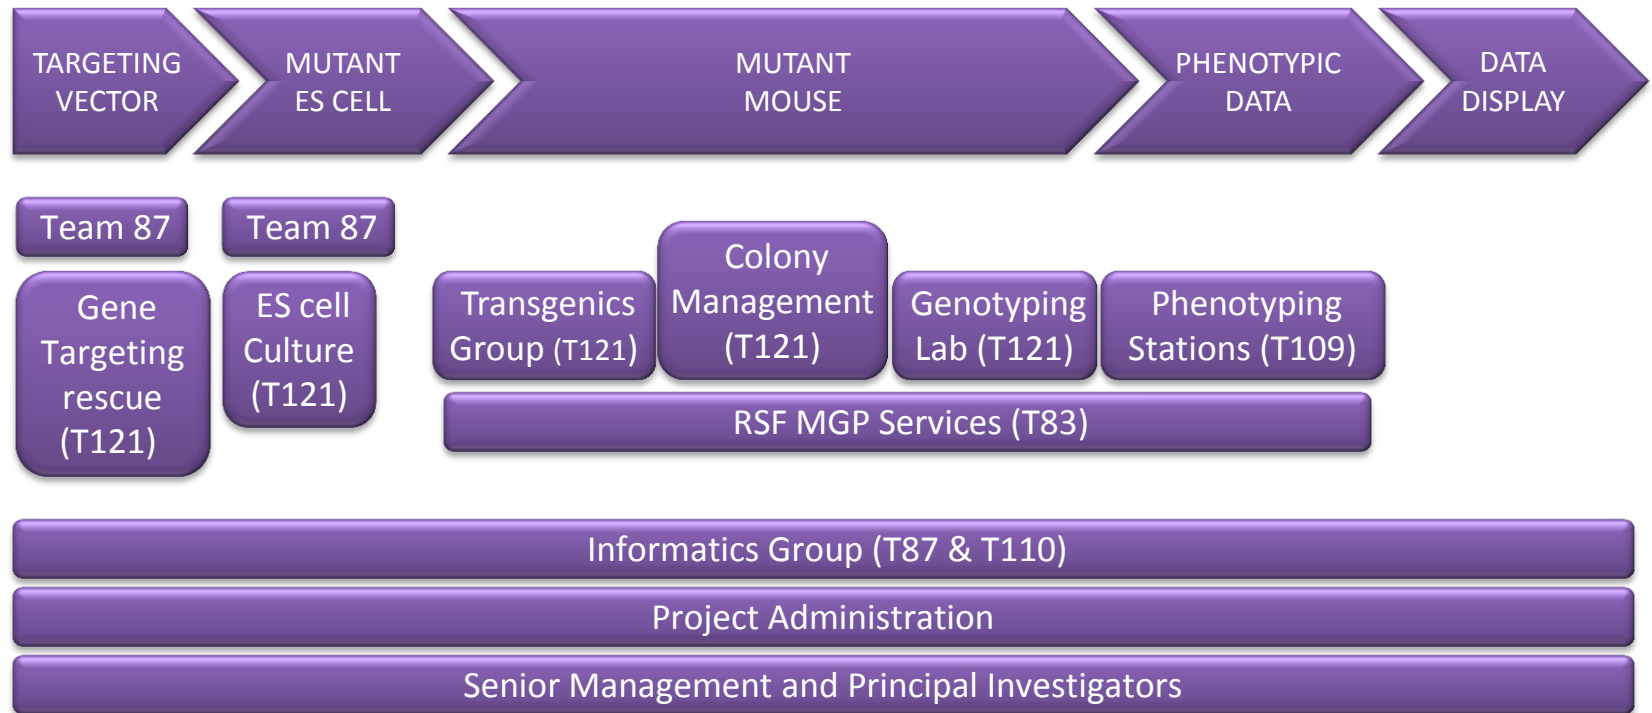 TARGETING
VECTOR
MUTANT
ES CELL
MUTANT
MOUSE
PHENOTYPIC
DATA
DATA
DISPLAY
Team 87
Team 87
Gene
Targeting
rescue
(T121)
ES cell
Culture
(T121)
Transgenics
Group (T121)
Colony
Management
(T121)
Genotyping
Lab (T121)
Phenotyping
Stations (T109)
RSF MGP Services (T83)
Informatics Group (T87 & T110)
Project Administration
Senior Management and Principal Investigators